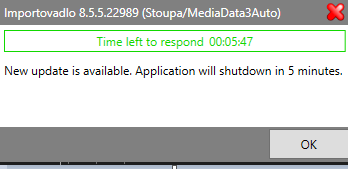 Importovadlo 8.5.5.22989 (Stoupa/MediaData3Auto)
Time left to respond 00:05:47
New update is available. Application will shutdown in 5 minutes.
OK